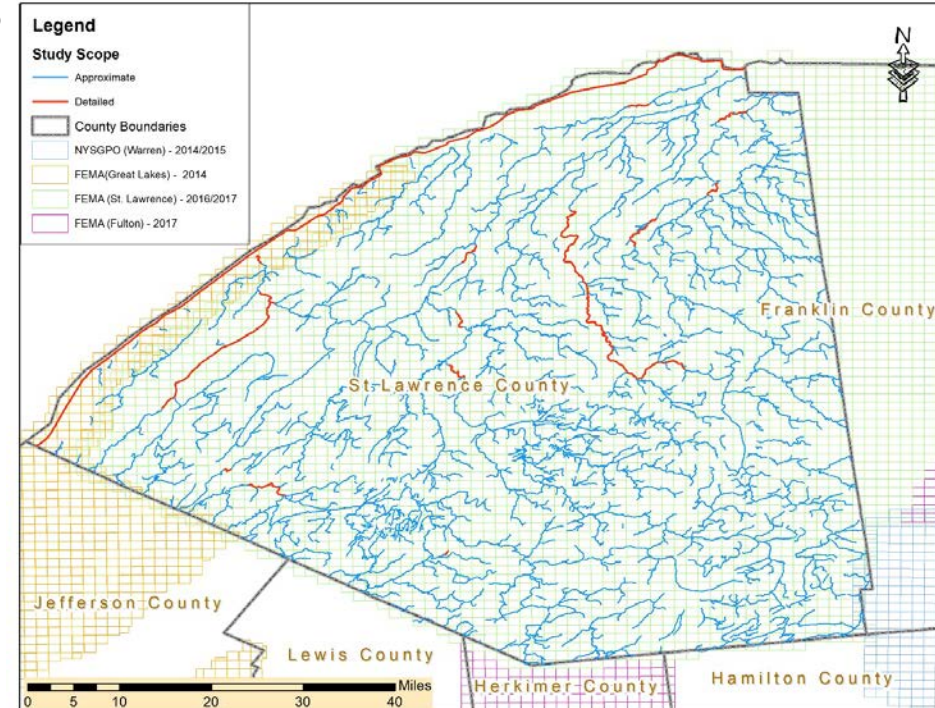 Legend
Study Scope
Approximate
Detailed
County Boundaries
NYSGPO (Warren) - 2014/2015
FEMA(Great Lakes) - 2014
FEMA (St. Lawrence) - 2016/2017
FEMA (Fulton) - 2017
N
Franklin County
St Lawrence County
Jefferson County
Lewis County
Herkimer County
Hamilton County
Miles
0 5 10 20 30 40